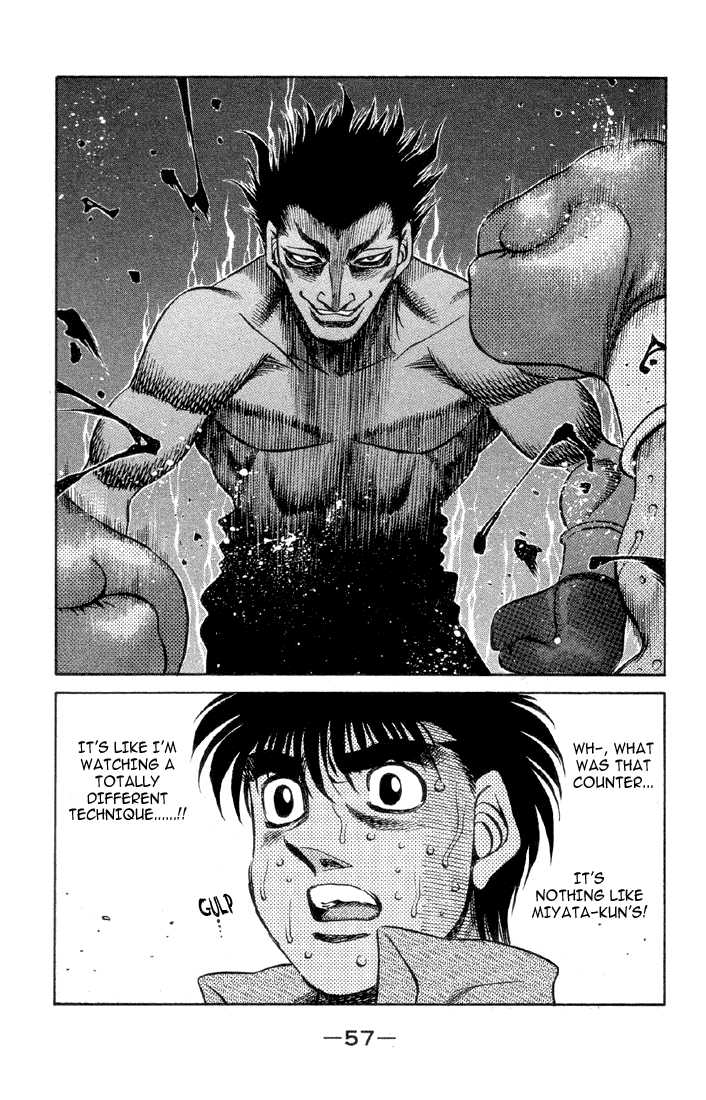 WH-, WHAT
WAS THAT
COUNTER...
IT'S
NOTHING LIKE
MIYATA-KUN'S!
IT'S LIKE I'M
WATCHING A
TOTALLY
DIFFERENT
TECHNIQUE......!!
GULP
—57—